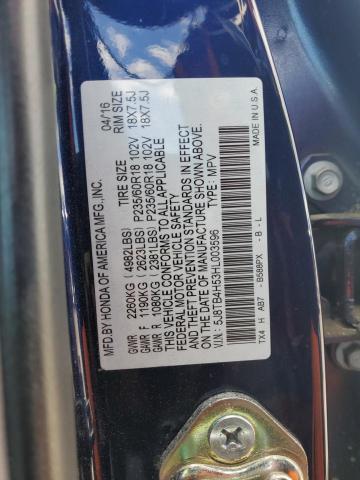 MFD.BY HONDA OF AMERICA MFG.,INC. 04/16
TIRE SIZE RIM SIZE
GVWR 2260KG (4982LBS)
GAWR F 1190KG (2623LBS) P235/60R18 102V 18X7.5J
GAWR R 1080KG (2381LBS) P235/60R18 102V 18X7.5J
THIS VEHICLE CONFORMS TO ALL APPLICABLE
FEDERAL MOTOR VEHICLE SAFETY
AND THEFT PREVENTION STANDARDS IN EFFECT
ON THE DATE OF MANUFACTURE SHOWN ABOVE.
V.I.N.: 5J8TB4H53HL003596 TYPE: MPV
TX4 H AB7 - B588PX - B - L MADE IN U.S.A.